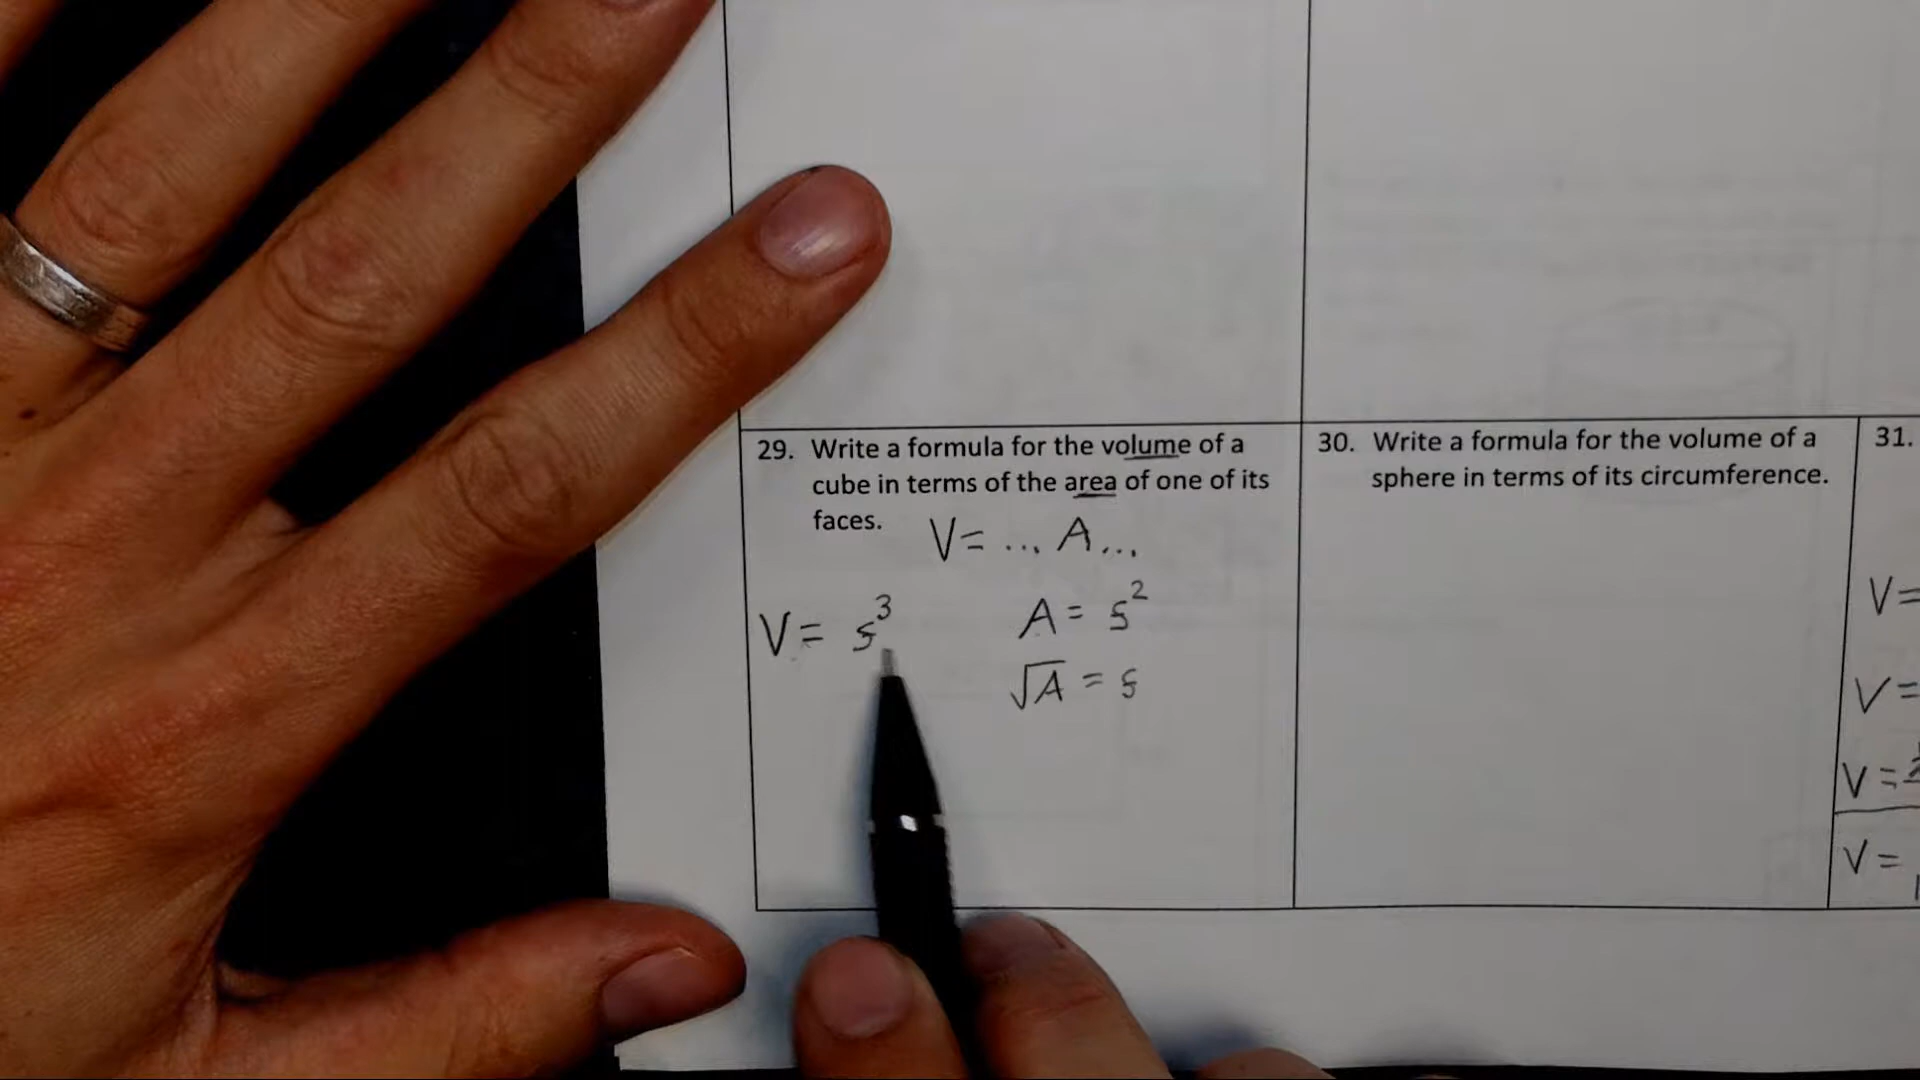 29. Write a formula for the volume of a
cube in terms of the area of one of its
faces.
V= ... A...
V= s³
A= s²
√A = s
30. Write a formula for the volume of a
sphere in terms of its circumference.
31.
V=
V=
V=
V=